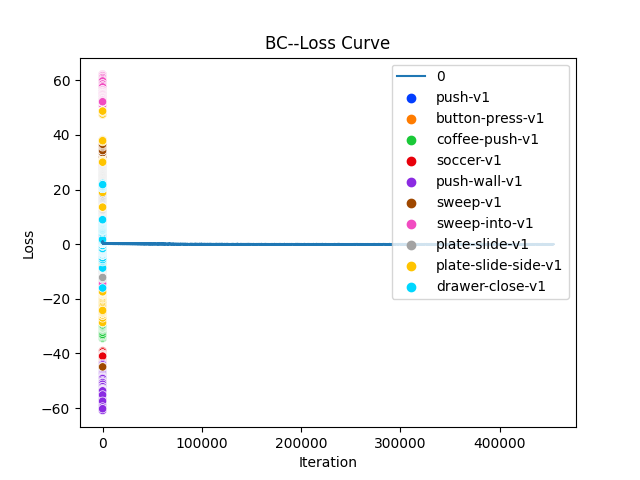 BC--Loss Curve
Loss
60
40
20
0
−20
−40
−60
0
push-v1
button-press-v1
coffee-push-v1
soccer-v1
push-wall-v1
sweep-v1
sweep-into-v1
plate-slide-v1
plate-slide-side-v1
drawer-close-v1
0
100000
200000
300000
400000
Iteration